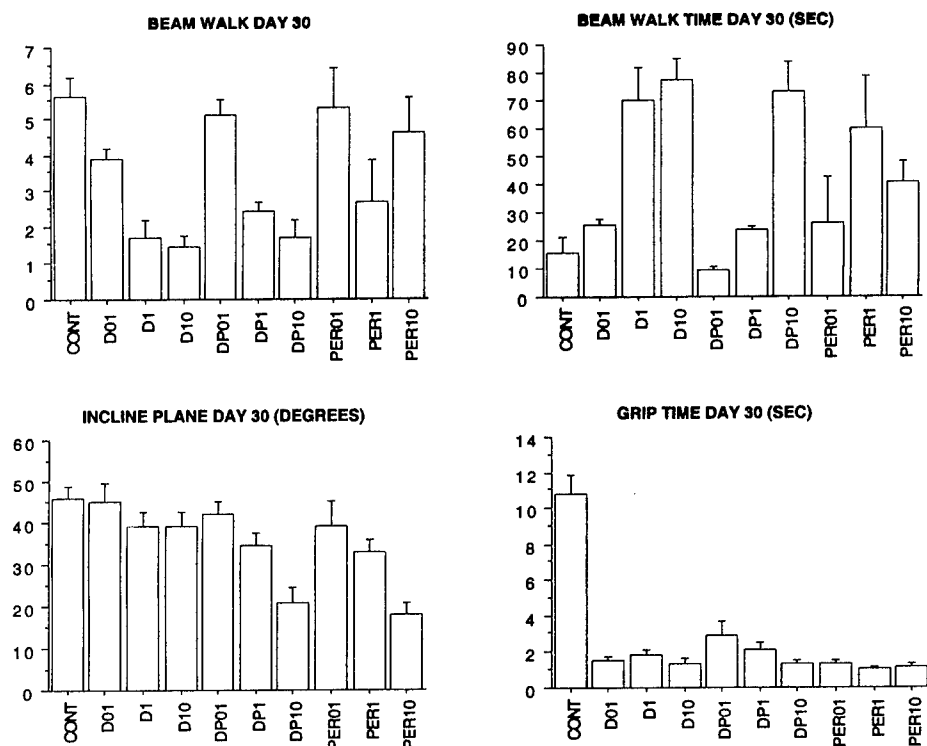 BEAM WALK DAY 30
7
6
5
4
3
2
1
0
CONT
D01
D1
D10
DP01
DP1
DP10
PER01
PER1
PER10
BEAM WALK TIME DAY 30 (SEC)
90
80
70
60
50
40
30
20
10
0
CONT
D01
D1
D10
DP01
DP1
DP10
PER01
PER1
PER10
INCLINE PLANE DAY 30 (DEGREES)
60
50
40
30
20
10
0
CONT
D01
D1
D10
DP01
DP1
DP10
PER01
PER1
PER10
GRIP TIME DAY 30 (SEC)
14
12
10
8
6
4
2
0
CONT
D01
D1
D10
DP01
DP1
DP10
PER01
PER1
PER10